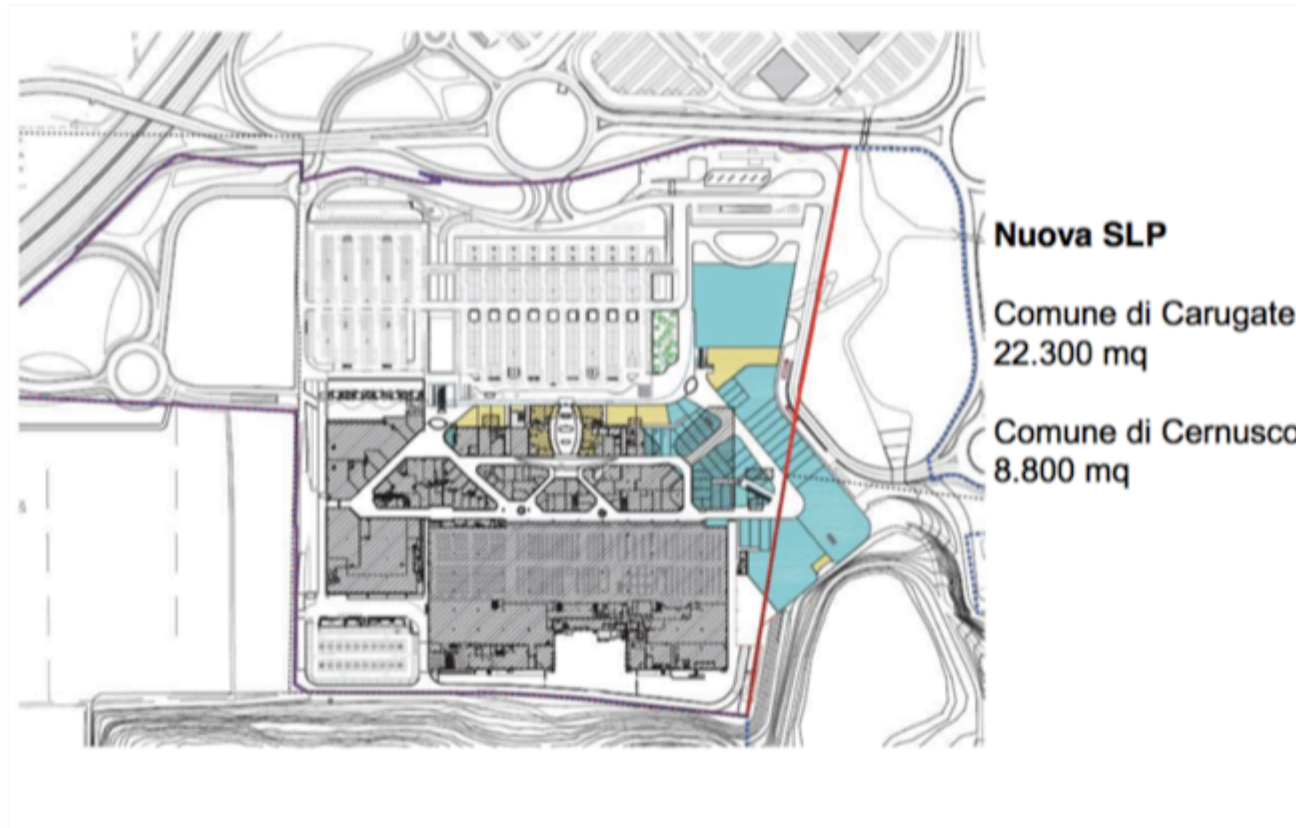 Nuova SLP
Comune di Carugate
22.300 mq
Comune di Cernusco
8.800 mq